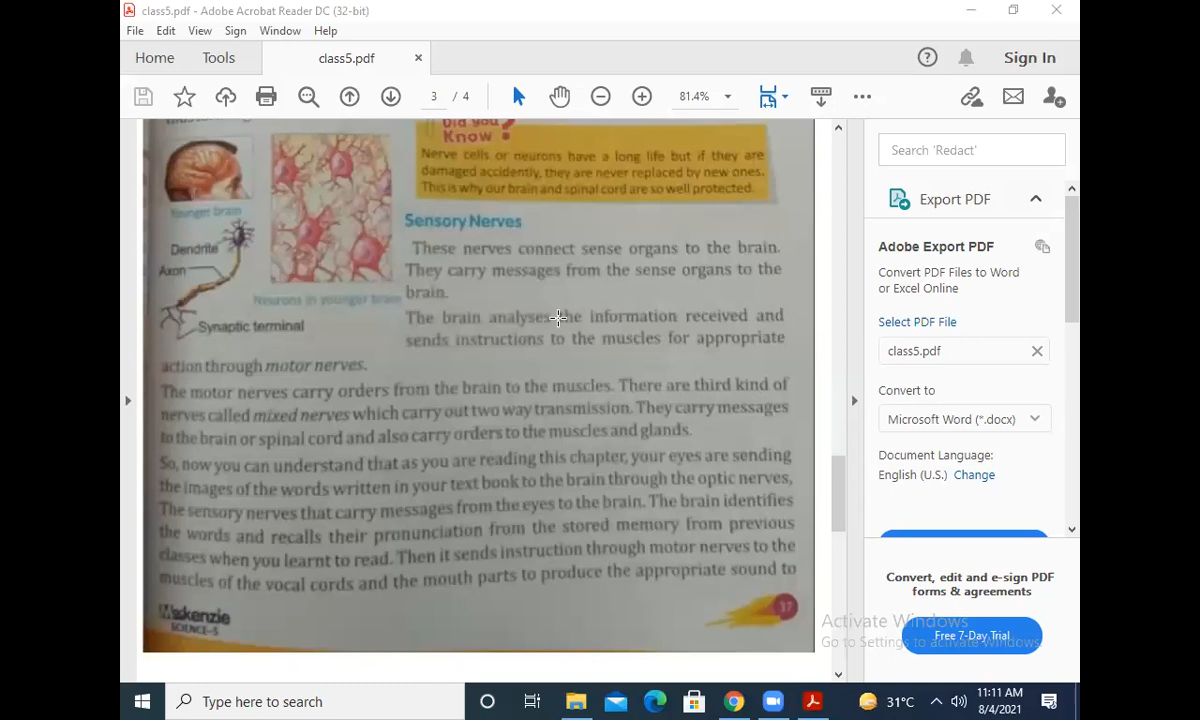 class5.pdf - Adobe Acrobat Reader DC (32-bit)
File Edit View Sign Window Help
Home Tools class5.pdf × Sign In
3 / 4 81.4%
Did you
Know ?
Nerve cells or neurons have a long life but if they are
damaged accidently, they are never replaced by new ones.
This is why our brain and spinal cord are so well protected.
Younger brain
Dendrite
Axon
Synaptic terminal
Neurons in younger brain
Sensory Nerves
These nerves connect sense organs to the brain.
They carry messages from the sense organs to the
brain.
The brain analyses the information received and
sends instructions to the muscles for appropriate
action through motor nerves.
The motor nerves carry orders from the brain to the muscles. There are third kind of
nerves called mixed nerves which carry out two way transmission. They carry messages
to the brain or spinal cord and also carry orders to the muscles and glands.
So, now you can understand that as you are reading this chapter, your eyes are sending
the images of the words written in your text book to the brain through the optic nerves,
The sensory nerves that carry messages from the eyes to the brain. The brain identifies
the words and recalls their pronunciation from the stored memory from previous
classes when you learnt to read. Then it sends instruction through motor nerves to the
muscles of the vocal cords and the mouth parts to produce the appropriate sound to
SCIENCE-5
37
Search 'Redact'
Export PDF
Adobe Export PDF
Convert PDF Files to Word
or Excel Online
Select PDF File
class5.pdf
Convert to
Microsoft Word (*.docx)
Document Language:
English (U.S.) Change
Convert, edit and e-sign PDF
forms & agreements
Free 7-Day Trial
Activate Windows
Go to Settings to activate Windows.
Type here to search
31°C
11:11 AM
8/4/2021